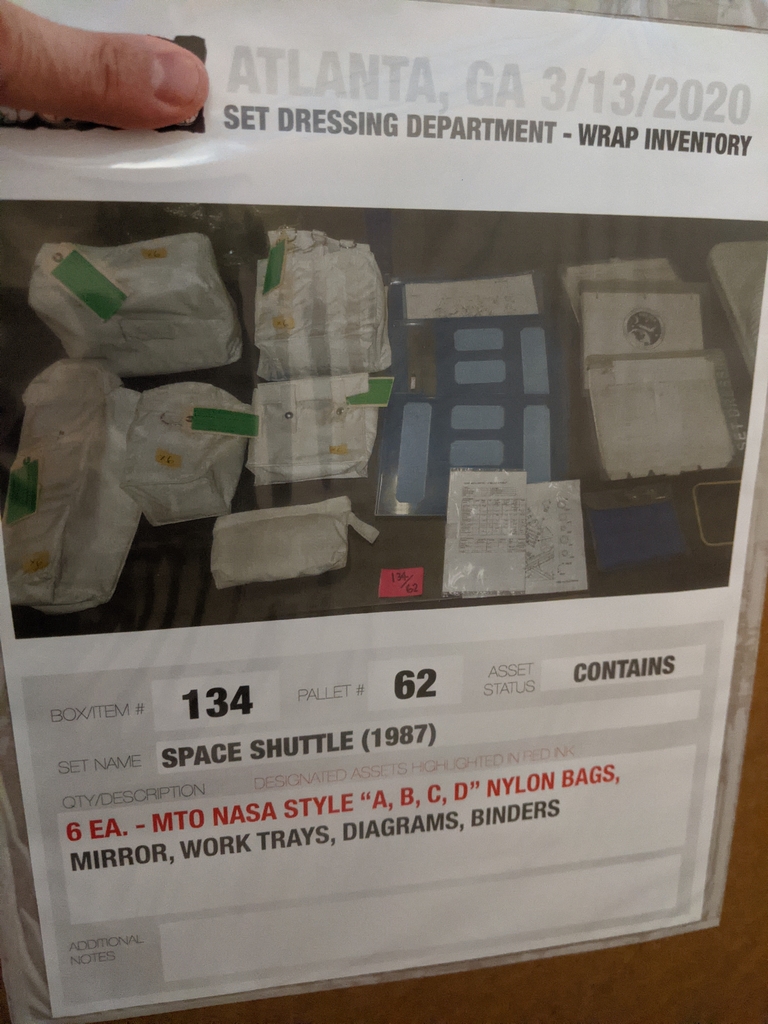 ATLANTA, GA 3/13/2020
SET DRESSING DEPARTMENT - WRAP INVENTORY
134/62
BOX/ITEM # 134 PALLET # 62 ASSET STATUS CONTAINS
SET NAME SPACE SHUTTLE (1987)
QTY/DESCRIPTION DESIGNATED ASSETS HIGHLIGHTED IN RED INK
6 EA. - MTO NASA STYLE “A, B, C, D” NYLON BAGS,
MIRROR, WORK TRAYS, DIAGRAMS, BINDERS
ADDITIONAL
NOTES